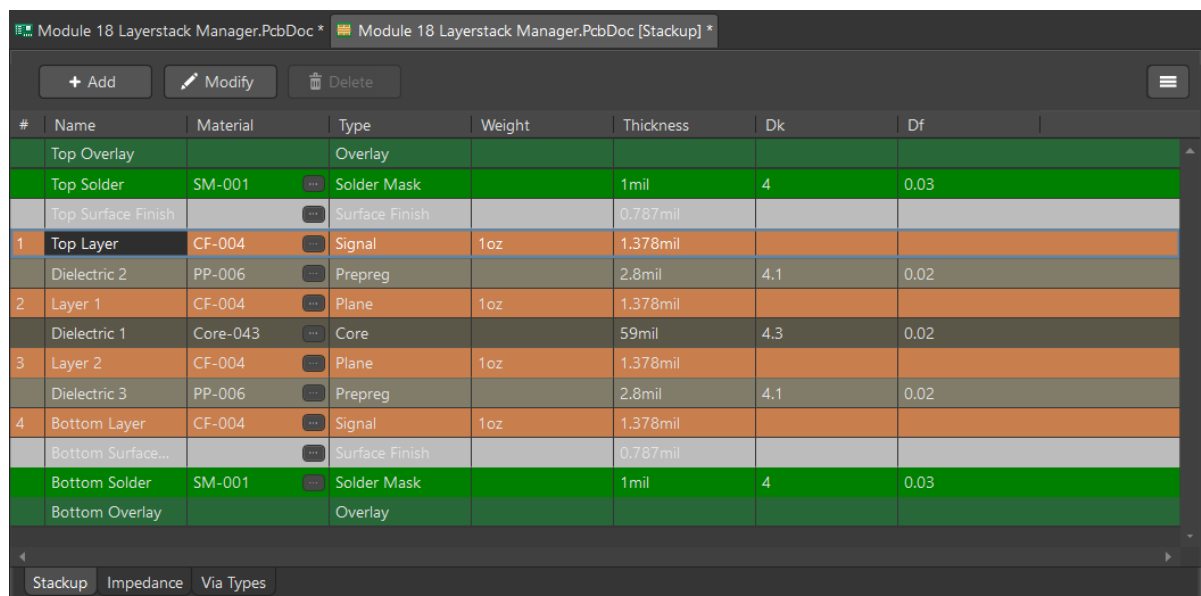 Module 18 Layerstack Manager.PcbDoc * Module 18 Layerstack Manager.PcbDoc [Stackup] *
+ Add Modify Delete
# Name Material Type Weight Thickness Dk Df
Top Overlay Overlay
Top Solder SM-001 Solder Mask 1mil 4 0.03
Top Surface Finish Surface Finish 0.787mil
1 Top Layer CF-004 Signal 1oz 1.378mil
Dielectric 2 PP-006 Prepreg 2.8mil 4.1 0.02
2 Layer 1 CF-004 Plane 1oz 1.378mil
Dielectric 1 Core-043 Core 59mil 4.3 0.02
3 Layer 2 CF-004 Plane 1oz 1.378mil
Dielectric 3 PP-006 Prepreg 2.8mil 4.1 0.02
4 Bottom Layer CF-004 Signal 1oz 1.378mil
Bottom Surface... Surface Finish 0.787mil
Bottom Solder SM-001 Solder Mask 1mil 4 0.03
Bottom Overlay Overlay
Stackup Impedance Via Types